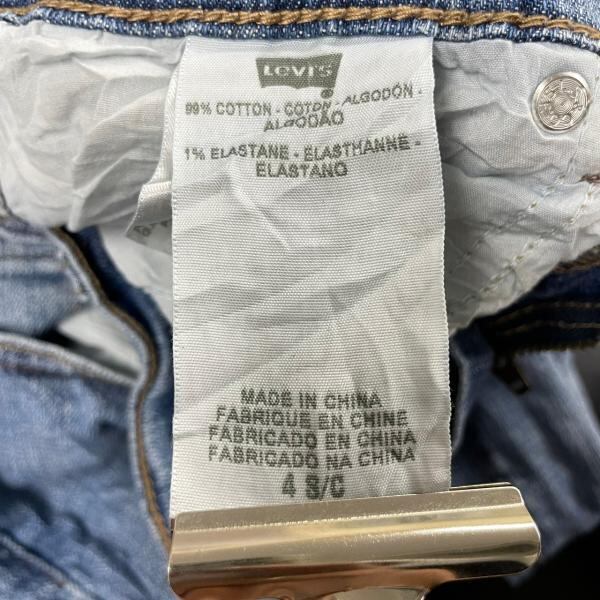 LEVI'S
®
99% COTTON - COTON - ALGODÓN -
ALGODÃO
1% ELASTANE - ÉLASTHANNE -
ELASTANO
MADE IN CHINA
FABRIQUE EN CHINE
FABRICADO EN CHINA
FABRICADO NA CHINA
4 S/C